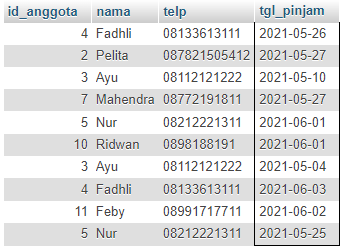 id_anggota nama telp tgl_pinjam
4 Fadhli 08133613111 2021-05-26
2 Pelita 087821505412 2021-05-27
3 Ayu 08112121222 2021-05-10
7 Mahendra 08772191811 2021-05-27
5 Nur 08212221311 2021-06-01
10 Ridwan 0898188191 2021-06-01
3 Ayu 08112121222 2021-05-04
4 Fadhli 08133613111 2021-06-03
11 Feby 08991717711 2021-06-02
5 Nur 08212221311 2021-05-25